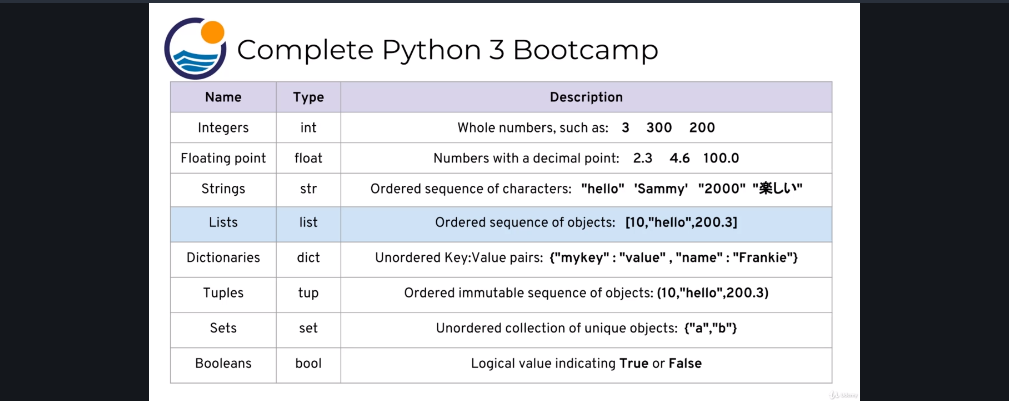 Complete Python 3 Bootcamp
Name Type Description
Integers int Whole numbers, such as: 3 300 200
Floating point float Numbers with a decimal point: 2.3 4.6 100.0
Strings str Ordered sequence of characters: "hello" 'Sammy' "2000" "楽しい"
Lists list Ordered sequence of objects: [10,"hello",200.3]
Dictionaries dict Unordered Key:Value pairs: {"mykey" : "value" , "name" : "Frankie"}
Tuples tup Ordered immutable sequence of objects: (10,"hello",200.3)
Sets set Unordered collection of unique objects: {"a","b"}
Booleans bool Logical value indicating True or False